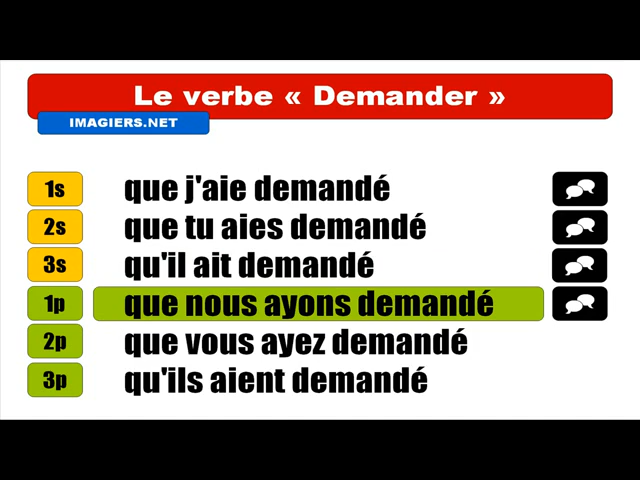 Le verbe « Demander »
IMAGIERS.NET
1s que j'aie demandé
2s que tu aies demandé
3s qu'il ait demandé
1p que nous ayons demandé
2p que vous ayez demandé
3p qu'ils aient demandé